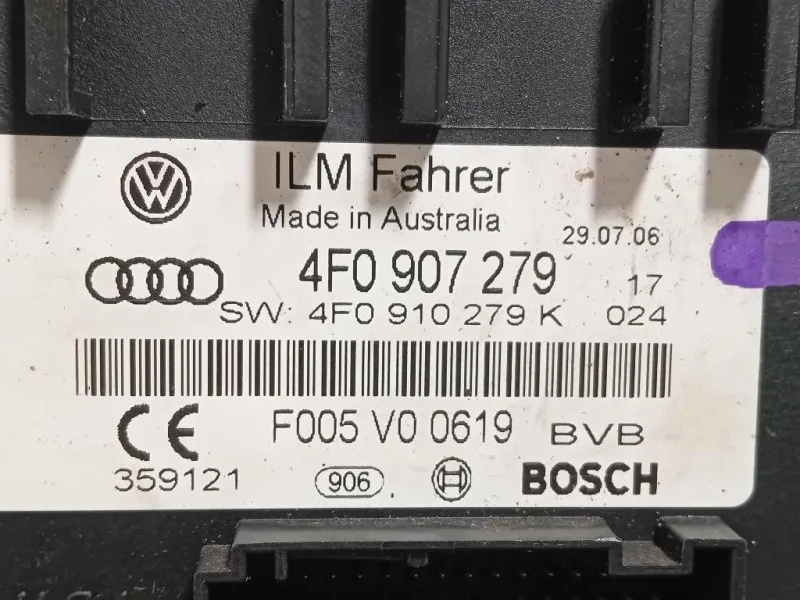 ILM Fahrer
Made in Australia
29.07.06
4F0 907 279 17
SW: 4F0 910 279 K 024
F005 V0 0619 BVB
359121 906 BOSCH